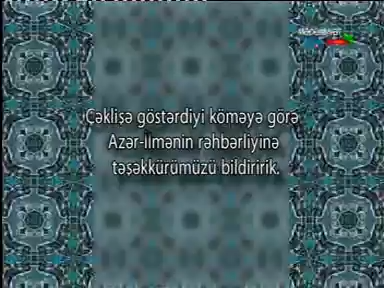 Çəklişə göstərdiyi köməyə görə
Azər-İlmənin rəhbərliyinə
təşəkkürümüzü bildiririk.